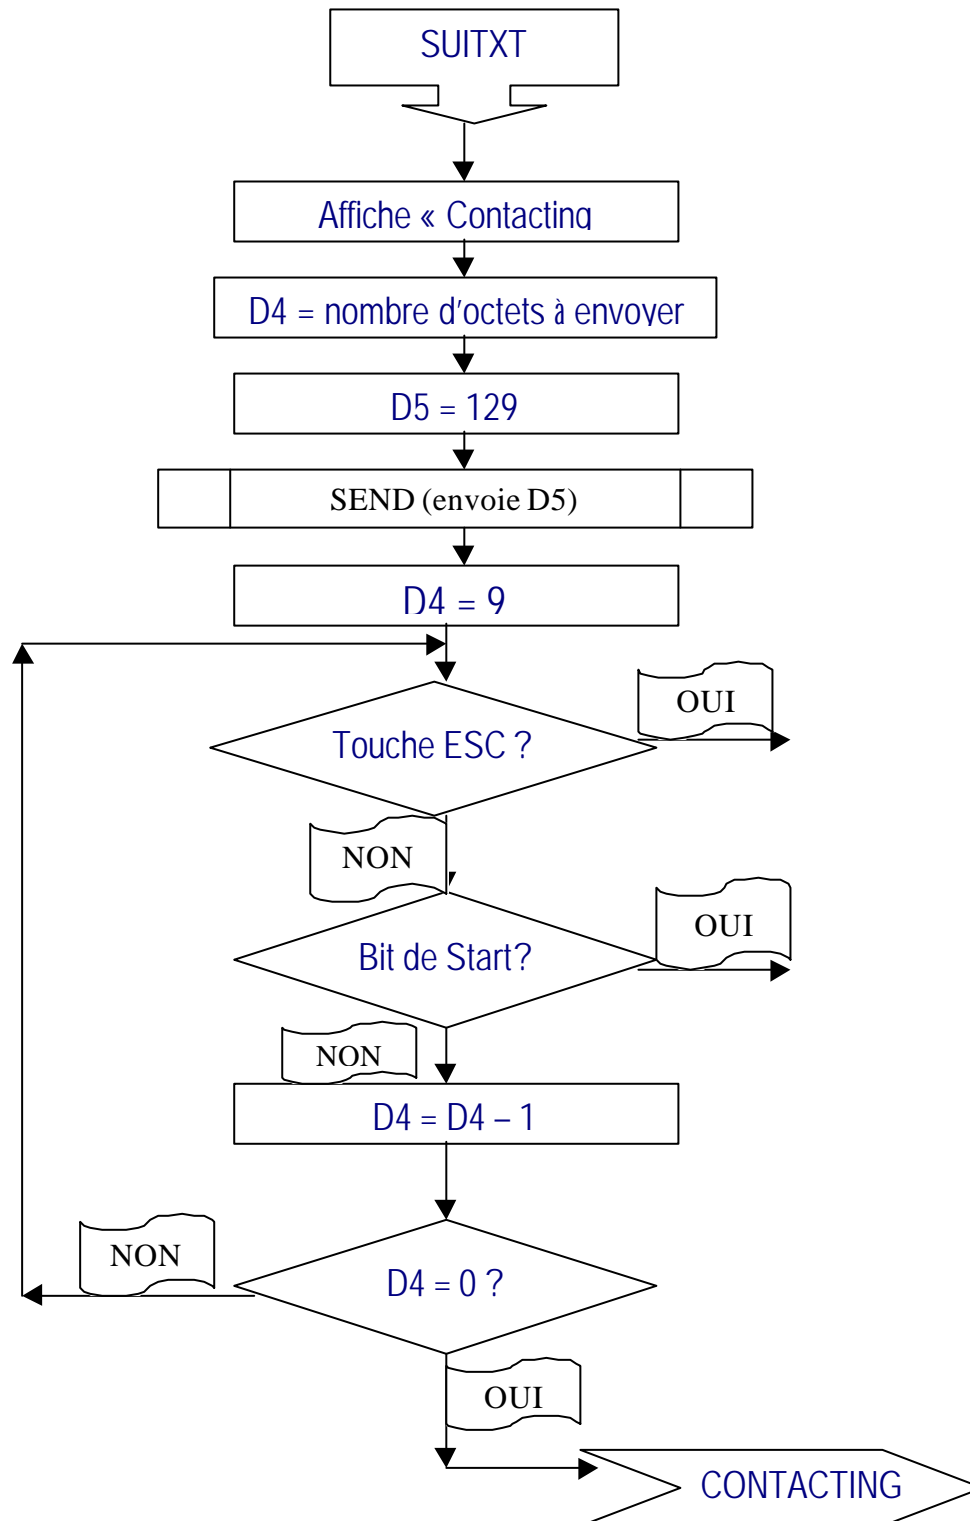 SUITXT
Affiche « Contacting
D4 = nombre d'octets à envoyer
D5 = 129
SEND (envoie D5)
D4 = 9
Touche ESC ?
OUI
NON
Bit de Start?
OUI
NON
D4 = D4 – 1
NON
D4 = 0 ?
OUI
CONTACTING